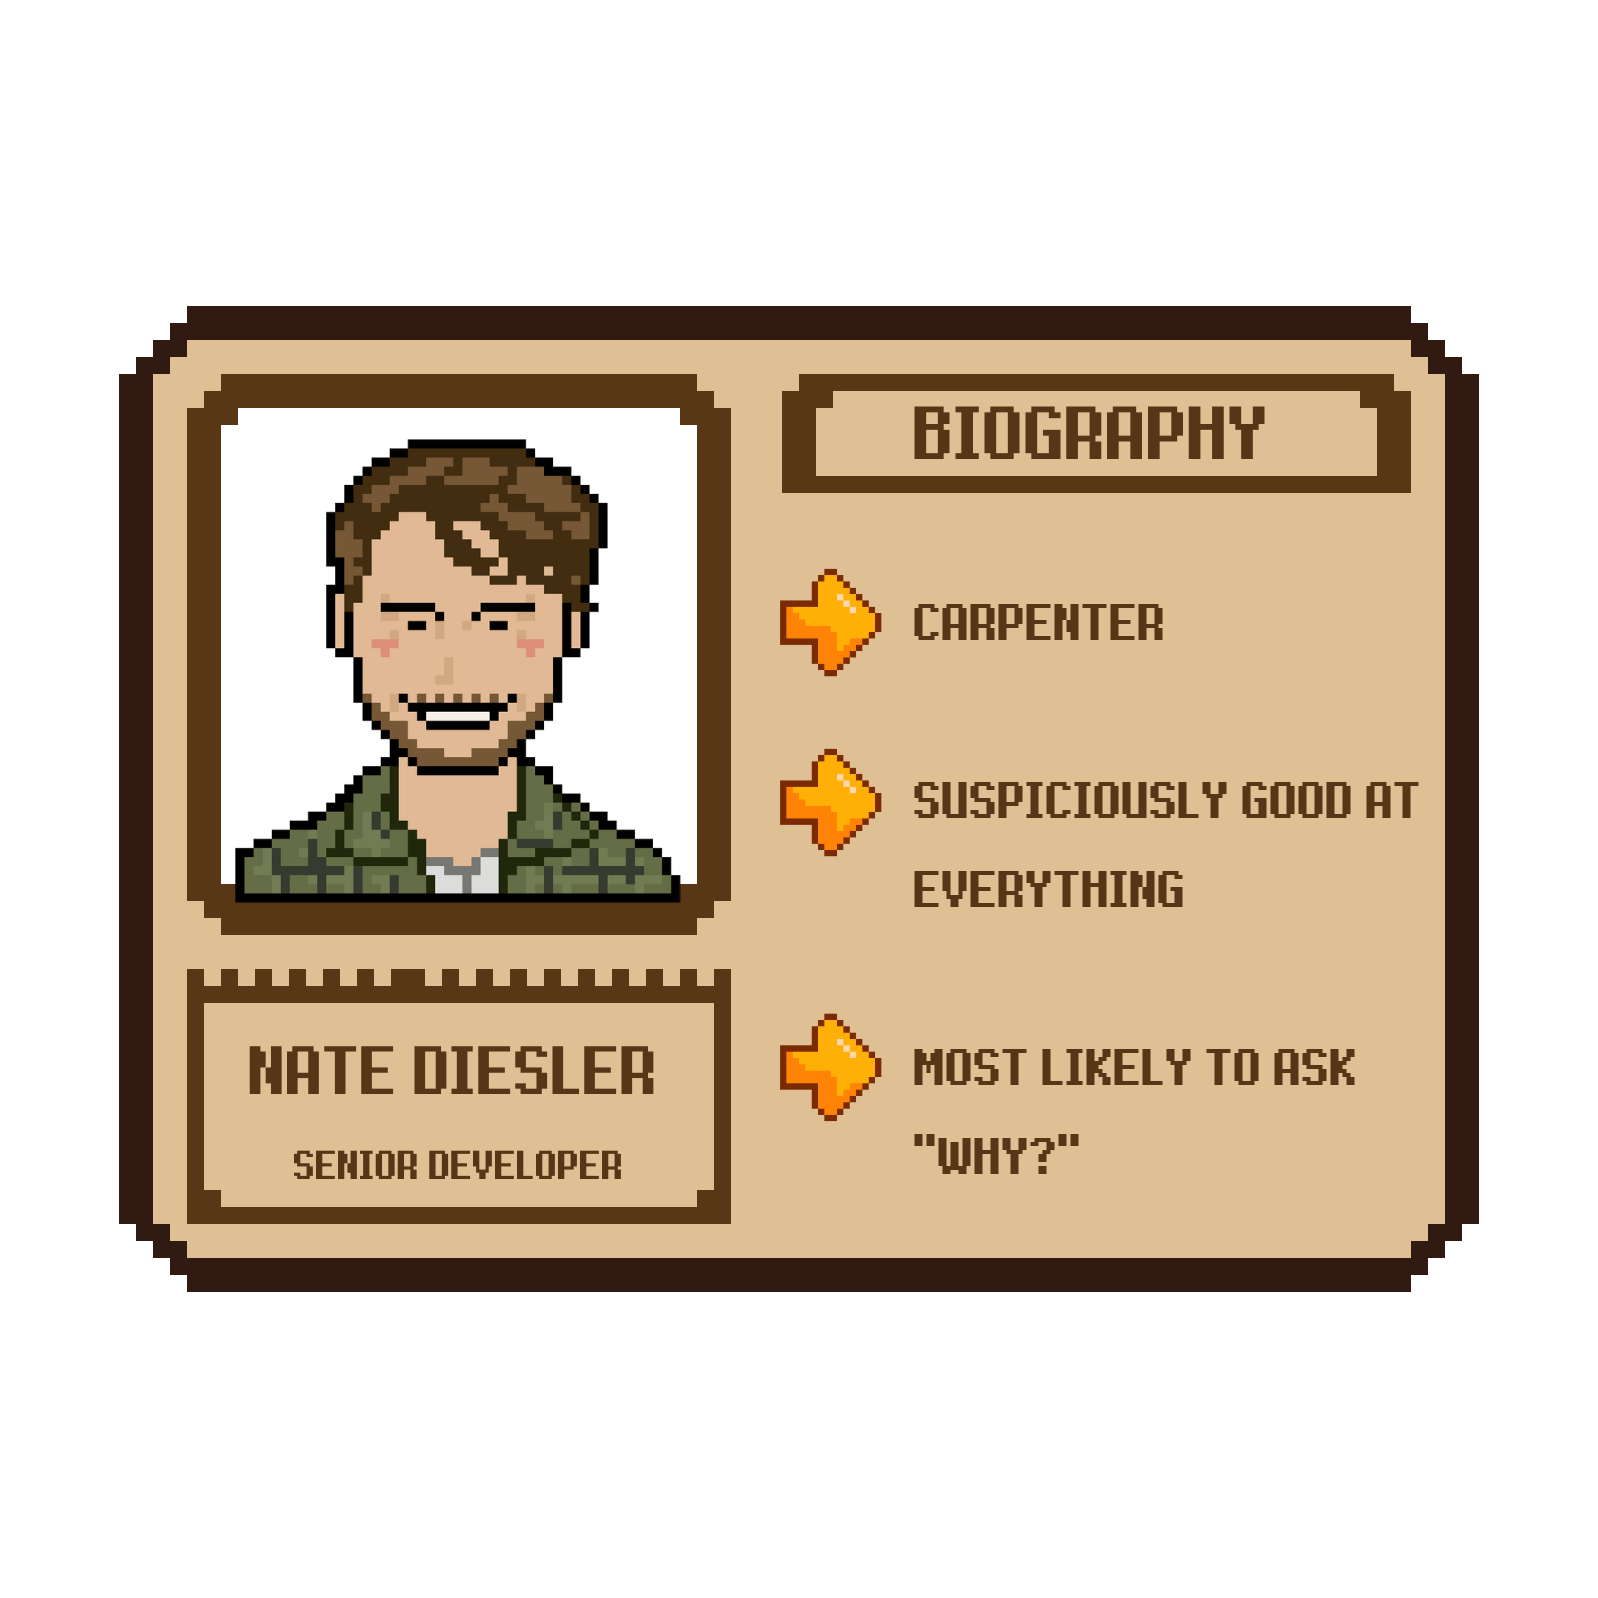 BIOGRAPHY
CARPENTER
SUSPICIOUSLY GOOD AT
EVERYTHING
MOST LIKELY TO ASK
"WHY?"
NATE DIESLER
SENIOR DEVELOPER